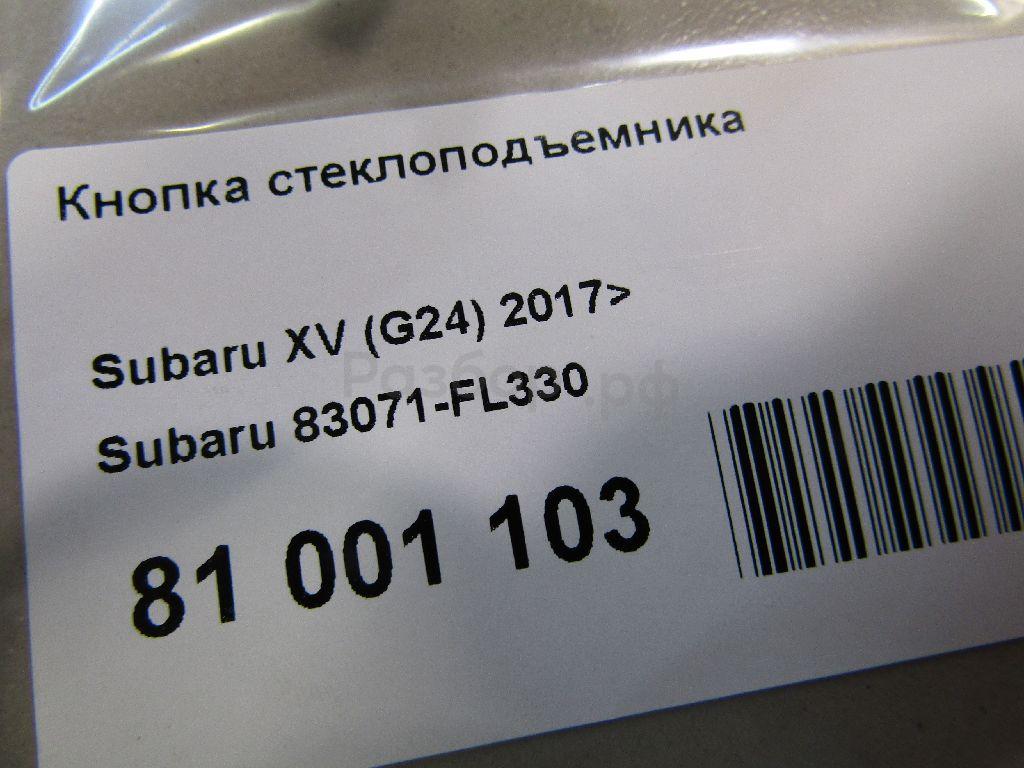 Кнопка стеклоподъемника
Subaru XV (G24) 2017>
Subaru 83071-FL330
81 001 103